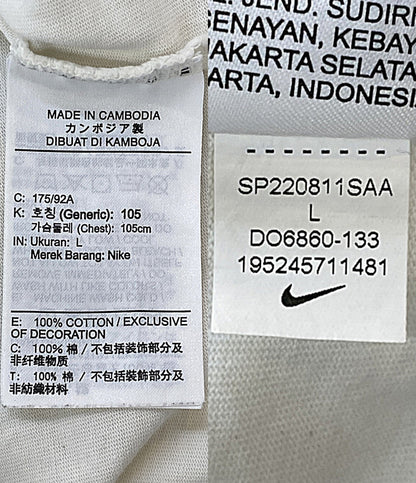 MADE IN CAMBODIA
カンボジア製
DIBUAT DI KAMBOJA
C: 175/92A
K: 호칭 (Generic): 105
가슴둘레 (Chest): 105cm
IN: Ukuran: L
Merek Barang: Nike
E: 100% COTTON / EXCLUSIVE
OF DECORATION
C: 100% 棉 / 不包括装饰部分及
非纤维物质
T: 100% 棉 / 不包括裝飾部分及
非紡織材料
JEND. SUDIRI
SENAYAN, KEBAY
JAKARTA SELATA
ARTA, INDONESI
SP220811SAA
L
DO6860-133
195245711481